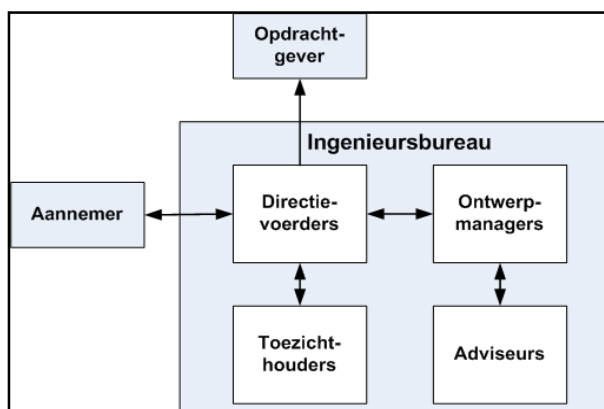 Opdracht-
gever
Ingenieursbureau
Aannemer
Directie-
voerders
Ontwerp-
managers
Toezicht-
houders
Adviseurs